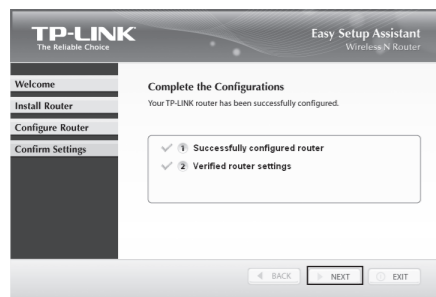 TP-LINK
The Reliable Choice
Easy Setup Assistant
Wireless N Router
Welcome
Install Router
Configure Router
Confirm Settings
Complete the Configurations
Your TP-LINK router has been successfully configured.
1 Successfully configured router
2 Verified router settings
BACK
NEXT
EXIT